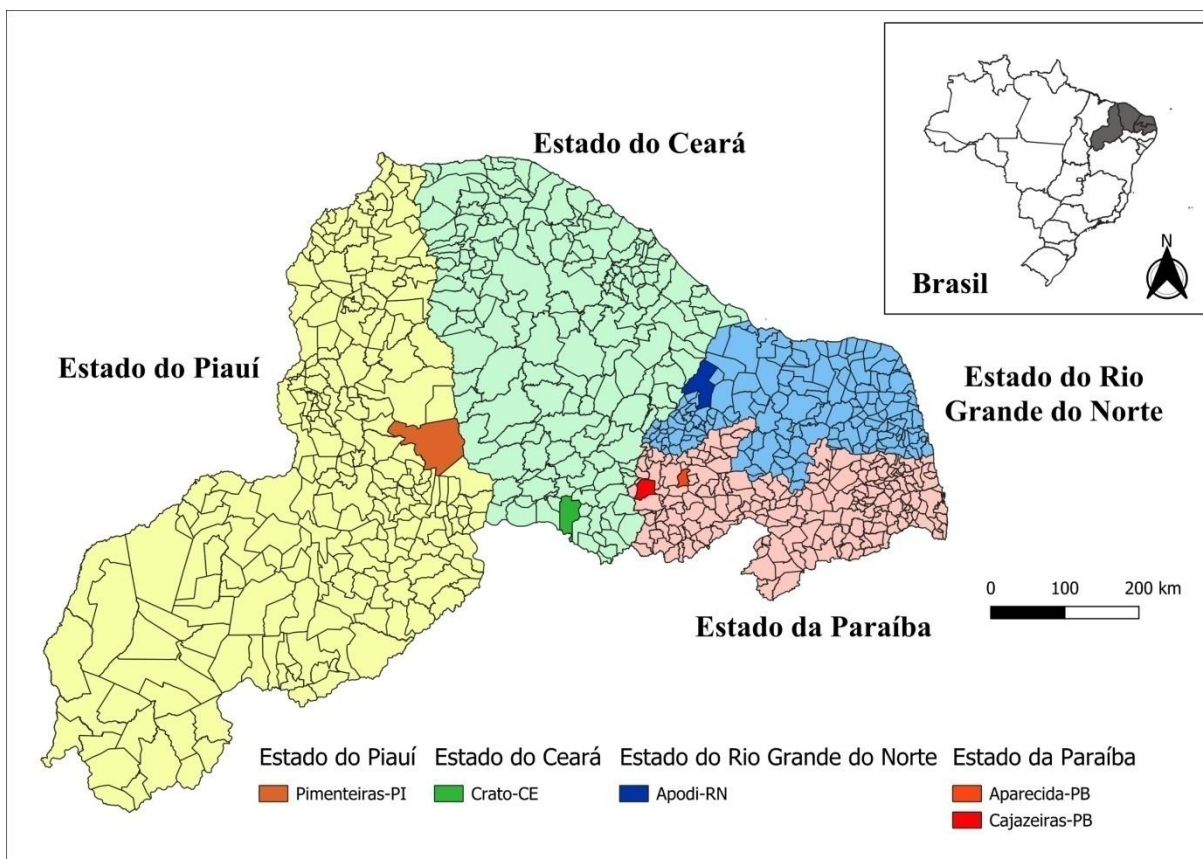 Estado do Ceará
N
Brasil
Estado do Piauí
Estado do Rio
Grande do Norte
0 100 200 km
Estado da Paraíba
Estado do Piauí Estado do Ceará Estado do Rio Grande do Norte Estado da Paraíba
Pimenteiras-PI Crato-CE Apodi-RN Aparecida-PB
Cajazeiras-PB